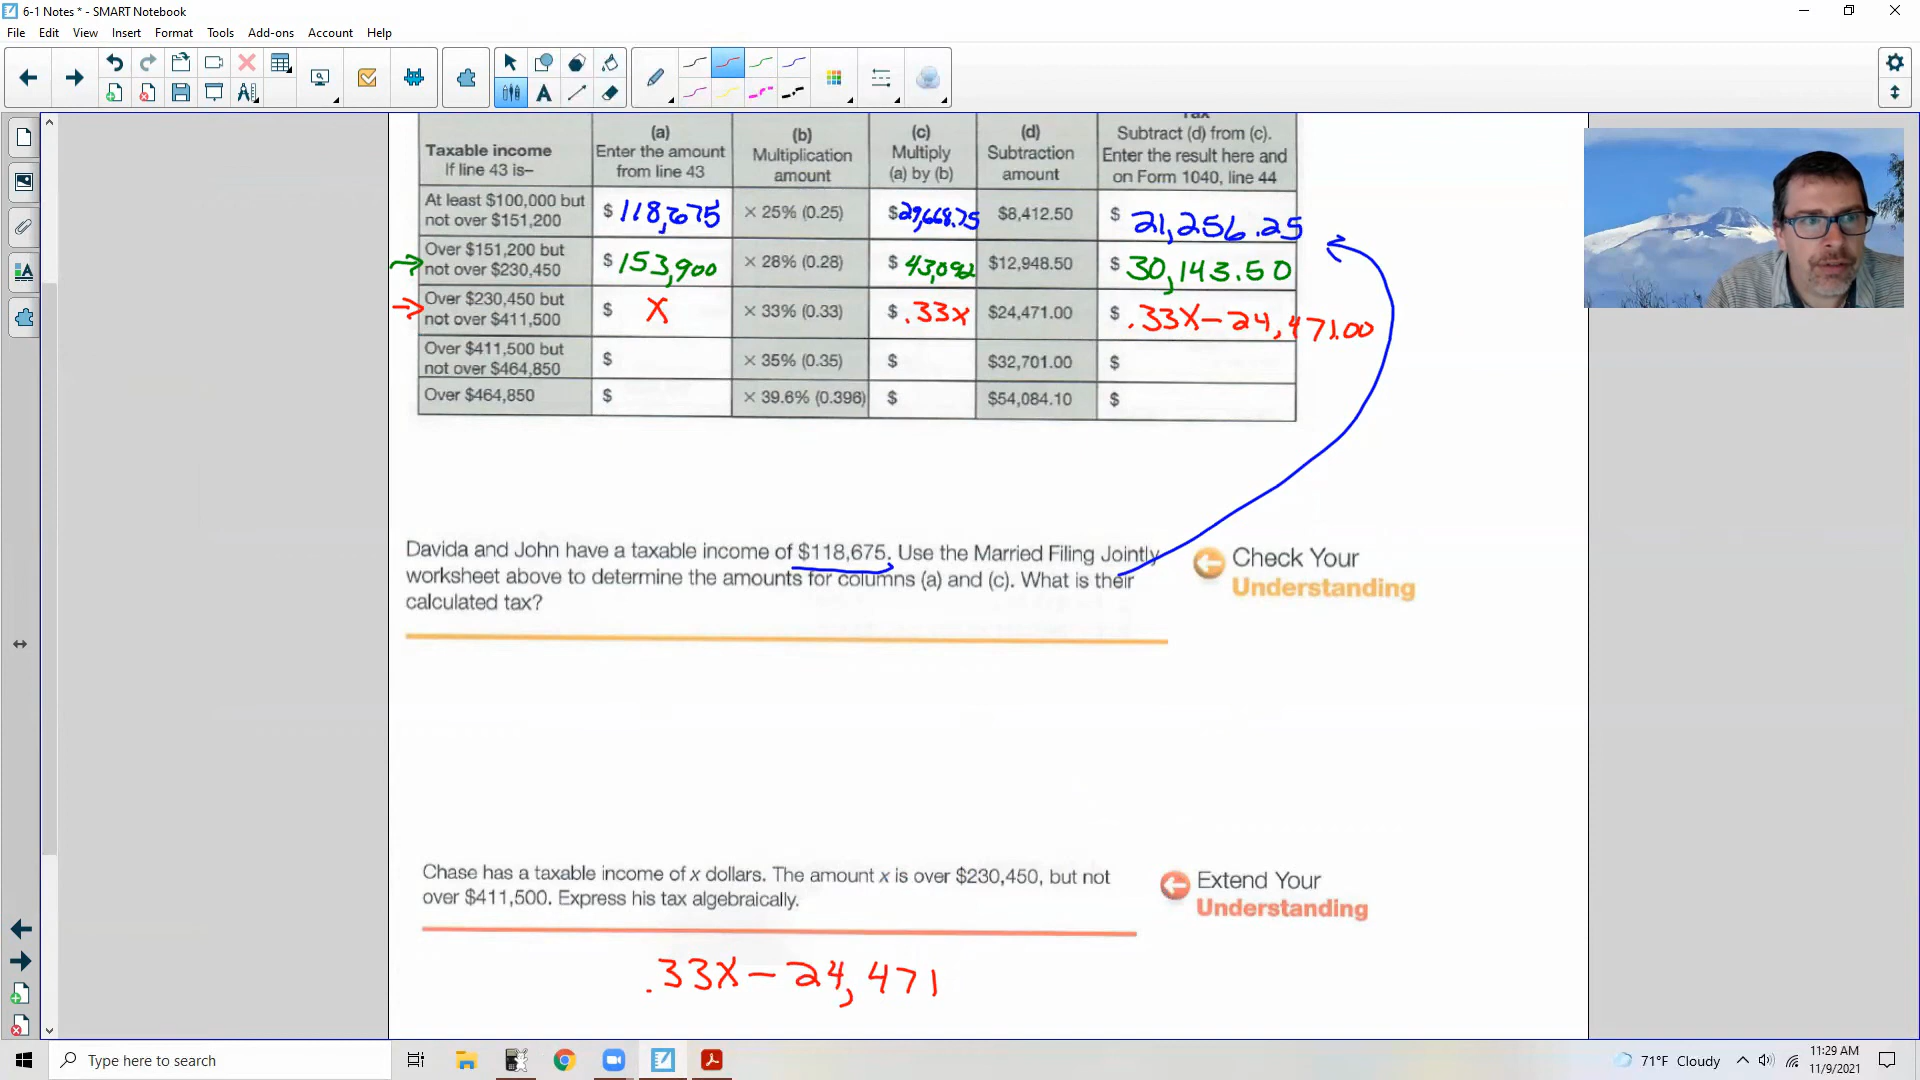 6-1 Notes * - SMART Notebook
File Edit View Insert Format Tools Add-ons Account Help
Taxable income
If line 43 is–
(a)
Enter the amount
from line 43
(b)
Multiplication
amount
(c)
Multiply
(a) by (b)
(d)
Subtraction
amount
Tax
Subtract (d) from (c).
Enter the result here and
on Form 1040, line 44
At least $100,000 but
not over $151,200
$ 118,675
× 25% (0.25)
$29,668.75
$8,412.50
$ 21,256.25
Over $151,200 but
not over $230,450
$ 153,900
× 28% (0.28)
$ 43,092
$12,948.50
$ 30,143.50
Over $230,450 but
not over $411,500
$ X
× 33% (0.33)
$ .33x
$24,471.00
$ .33X – 24,471.00
Over $411,500 but
not over $464,850
$
× 35% (0.35)
$
$32,701.00
$
Over $464,850
$
× 39.6% (0.396)
$
$54,084.10
$
Davida and John have a taxable income of $118,675. Use the Married Filing Jointly
worksheet above to determine the amounts for columns (a) and (c). What is their
calculated tax?
Check Your
Understanding
Chase has a taxable income of x dollars. The amount x is over $230,450, but not
over $411,500. Express his tax algebraically.
Extend Your
Understanding
.33X – 24,471
Type here to search
71°F Cloudy
11:29 AM
11/9/2021